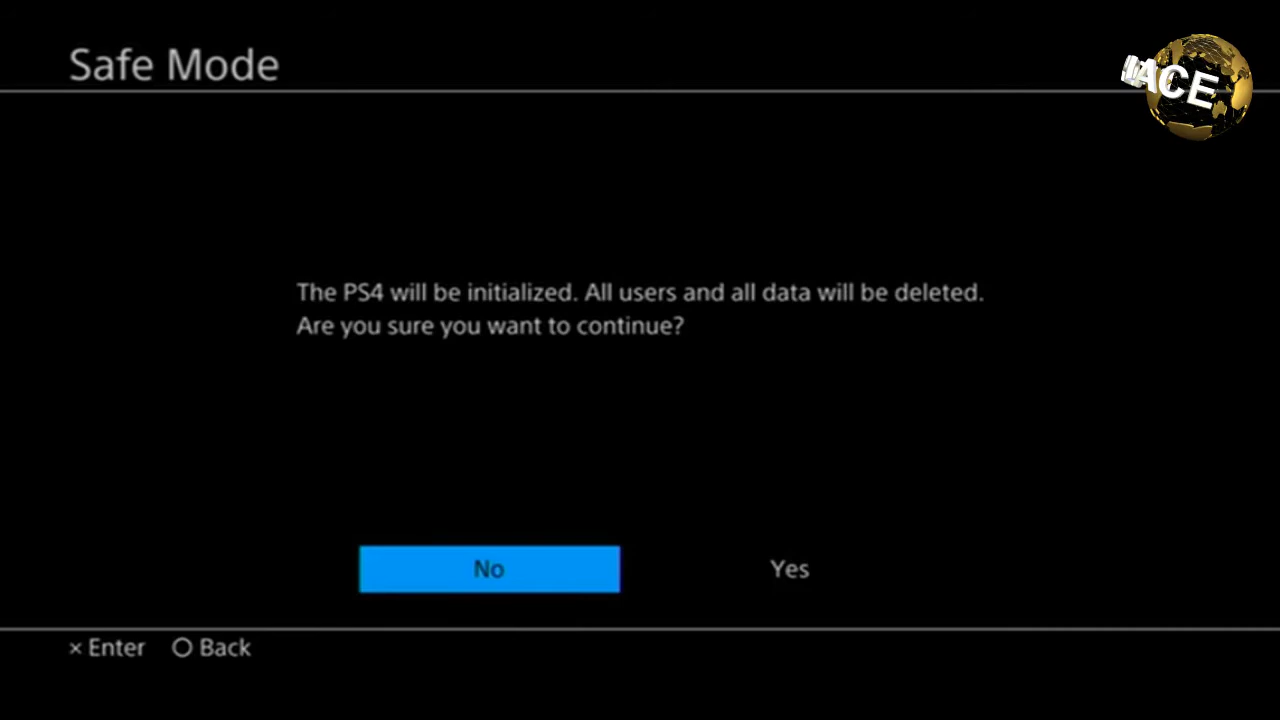 Safe Mode
ACE
The PS4 will be initialized. All users and all data will be deleted.
Are you sure you want to continue?
No
Yes
× Enter
○ Back